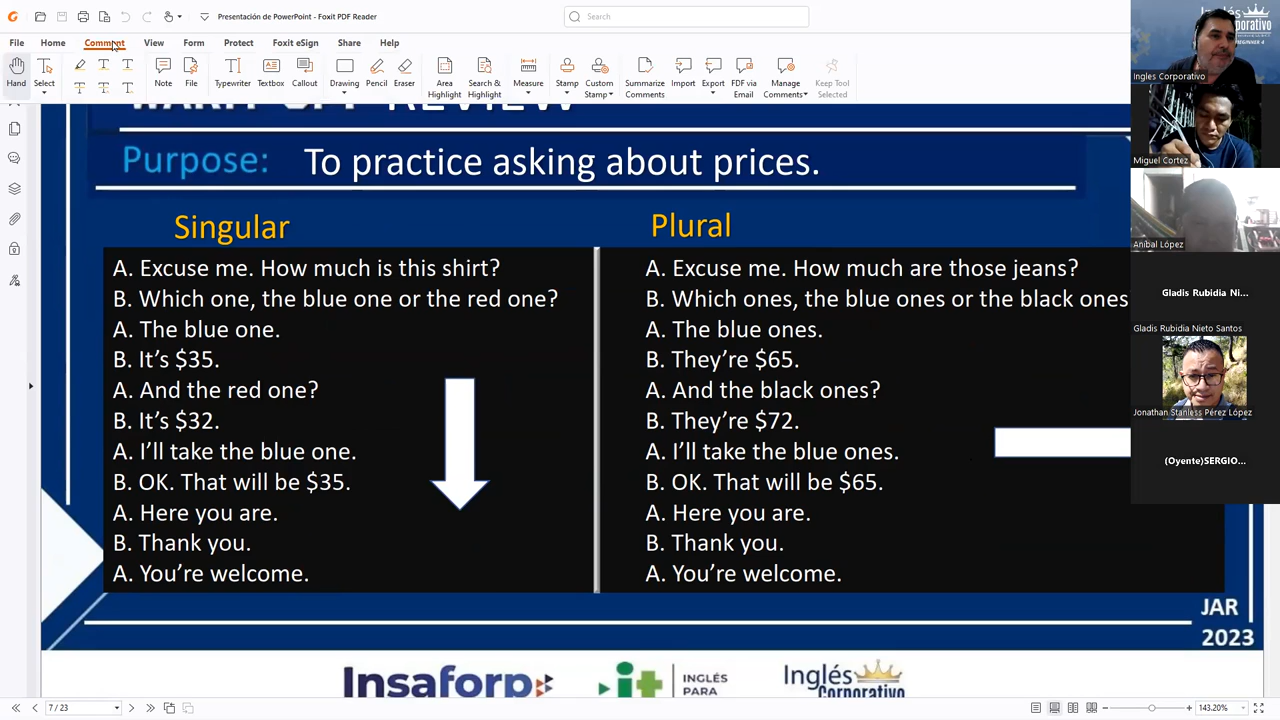 Presentación de PowerPoint - Foxit PDF Reader
Search
File Home Comment View Form Protect Foxit eSign Share Help
Hand Select Note File Typewriter Textbox Callout Drawing Pencil Eraser Area Highlight Search & Highlight Measure Stamp Custom Stamp Summarize Comments Import Export FDF via Email Manage Comments Keep Tool Selected
Purpose: To practice asking about prices.
Singular
A. Excuse me. How much is this shirt?
B. Which one, the blue one or the red one?
A. The blue one.
B. It's $35.
A. And the red one?
B. It's $32.
A. I'll take the blue one.
B. OK. That will be $35.
A. Here you are.
B. Thank you.
A. You're welcome.
Plural
A. Excuse me. How much are those jeans?
B. Which ones, the blue ones or the black ones
A. The blue ones.
B. They're $65.
A. And the black ones?
B. They're $72.
A. I'll take the blue ones.
B. OK. That will be $65.
A. Here you are.
B. Thank you.
A. You're welcome.
JAR
2023
Insaforp
it
INGLÉS
PARA
Inglés
Corporativo
Ingles Corporativo
Miguel Cortez
Aníbal López
Gladis Rubidia Ni...
Gladis Rubidia Nieto Santos
Jonathan Stanless Pérez López
(Oyente)SERGIO...
7 / 23
143.20%